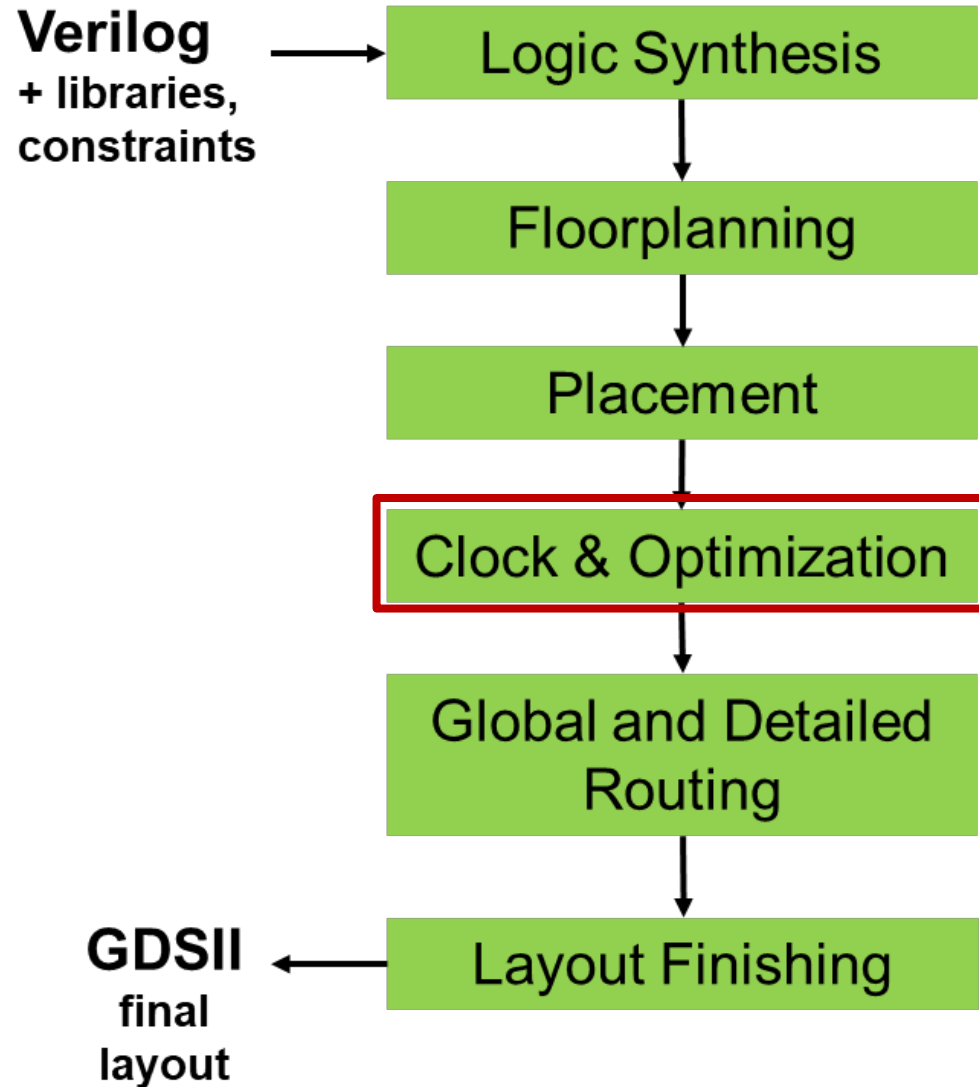 Verilog
+ libraries,
constraints
Logic Synthesis
Floorplanning
Placement
Clock & Optimization
Global and Detailed
Routing
Layout Finishing
GDSII
final
layout